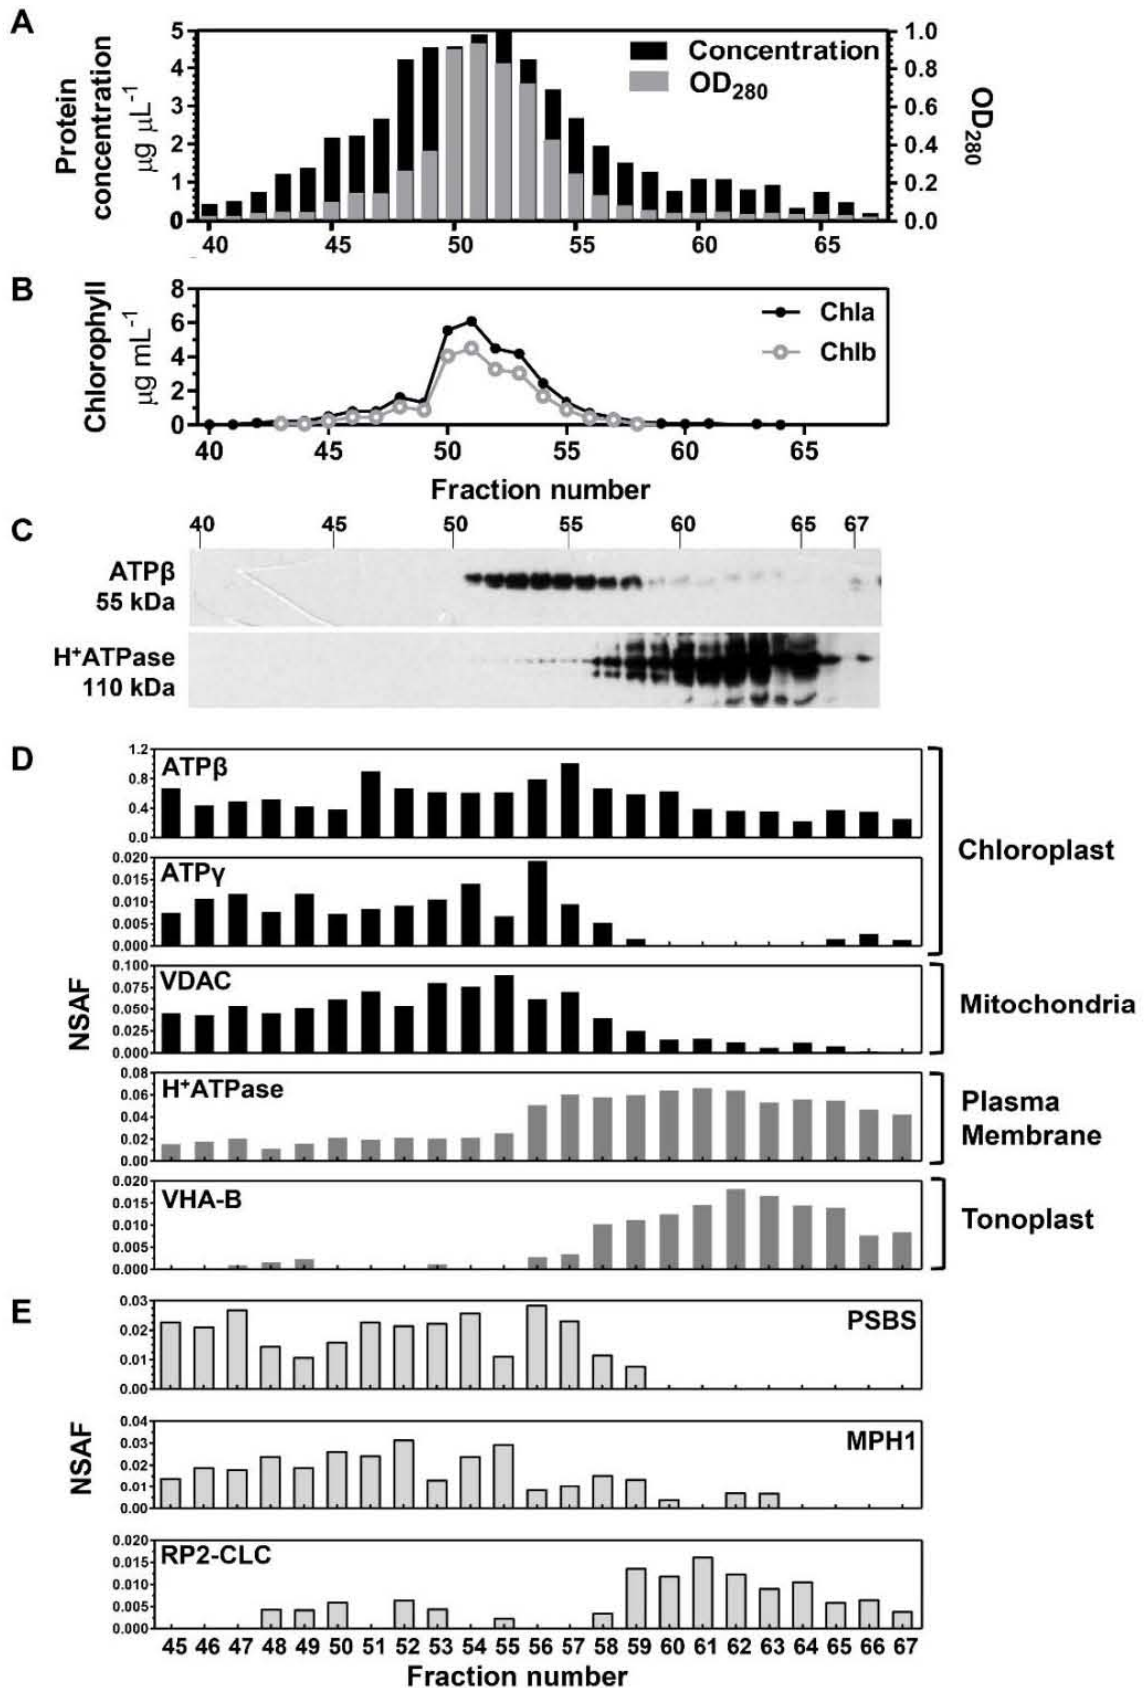 A
Protein
concentration
µg µL⁻¹
5
4
3
2
1
0
Concentration
OD₂₈₀
1.0
0.8
0.6
0.4
0.2
0.0
OD₂₈₀
40 45 50 55 60 65
B
Chlorophyll
µg mL⁻¹
8
6
4
2
0
Chla
Chlb
40 45 50 55 60 65
Fraction number
C
40 45 50 55 60 65 67
ATPβ
55 kDa
H⁺ATPase
110 kDa
D
NSAF
1.2
0.8
0.4
0.0
ATPβ
0.020
0.015
0.010
0.005
0.000
ATPγ
Chloroplast
0.100
0.075
0.050
0.025
0.000
VDAC
Mitochondria
0.08
0.06
0.04
0.02
0.00
H⁺ATPase
Plasma
Membrane
0.020
0.015
0.010
0.005
0.000
VHA-B
Tonoplast
E
NSAF
0.03
0.02
0.01
0.00
PSBS
0.04
0.03
0.02
0.01
0.00
MPH1
0.020
0.015
0.010
0.005
0.000
RP2-CLC
45 46 47 48 49 50 51 52 53 54 55 56 57 58 59 60 61 62 63 64 65 66 67
Fraction number